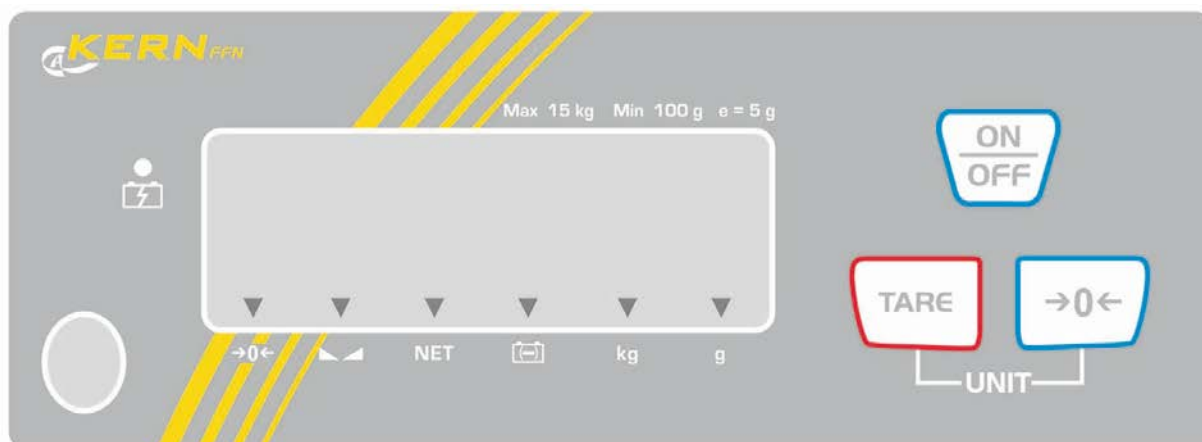 KERN FFN
Max 15 kg Min 100 g e = 5 g
ON
OFF
TARE →0←
→0← NET kg g
UNIT